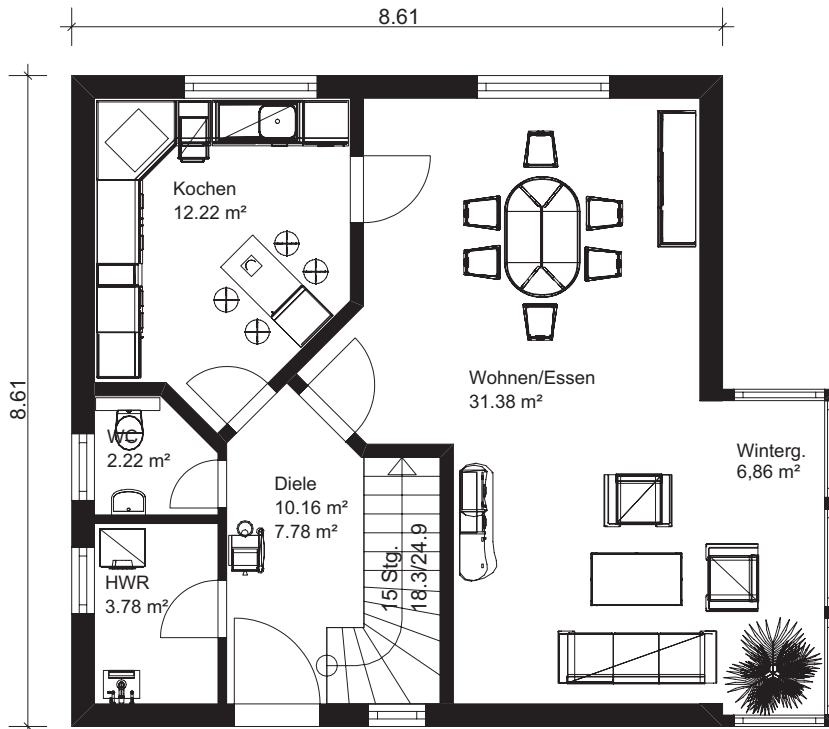 8.61
8.61
Kochen
12.22 m²
Wohnen/Essen
31.38 m²
WC
2.22 m²
Winterg.
6,86 m²
Diele
10.16 m²
7.78 m²
15 Stg.
18.3/24.9
HWR
3.78 m²